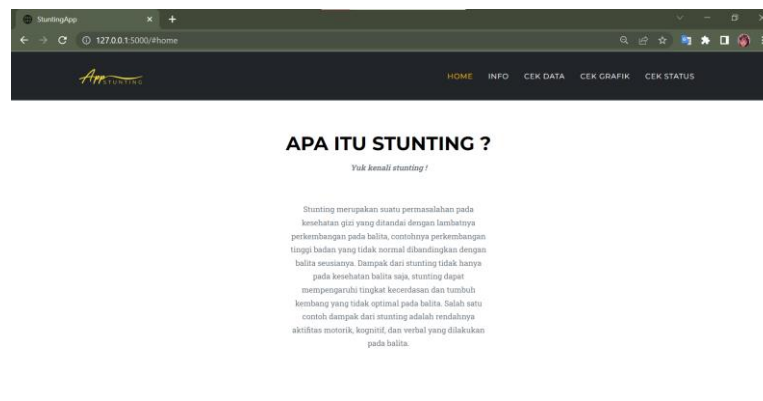 StuntingApp
127.0.0.1:5000/#home
App
STUNTING
HOME INFO CEK DATA CEK GRAFIK CEK STATUS
APA ITU STUNTING ?
Yuk kenali stunting !
Stunting merupakan suatu permasalahan pada
kesehatan gizi yang ditandai dengan lambatnya
perkembangan pada balita, contohnya perkembangan
tinggi badan yang tidak normal dibandingkan dengan
balita seusianya. Dampak dari stunting tidak hanya
pada kesehatan balita saja, stunting dapat
mempengaruhi tingkat kecerdasan dan tumbuh
kembang yang tidak optimal pada balita. Salah satu
contoh dampak dari stunting adalah rendahnya
aktifitas motorik, kognitif, dan verbal yang dilakukan
pada balita.